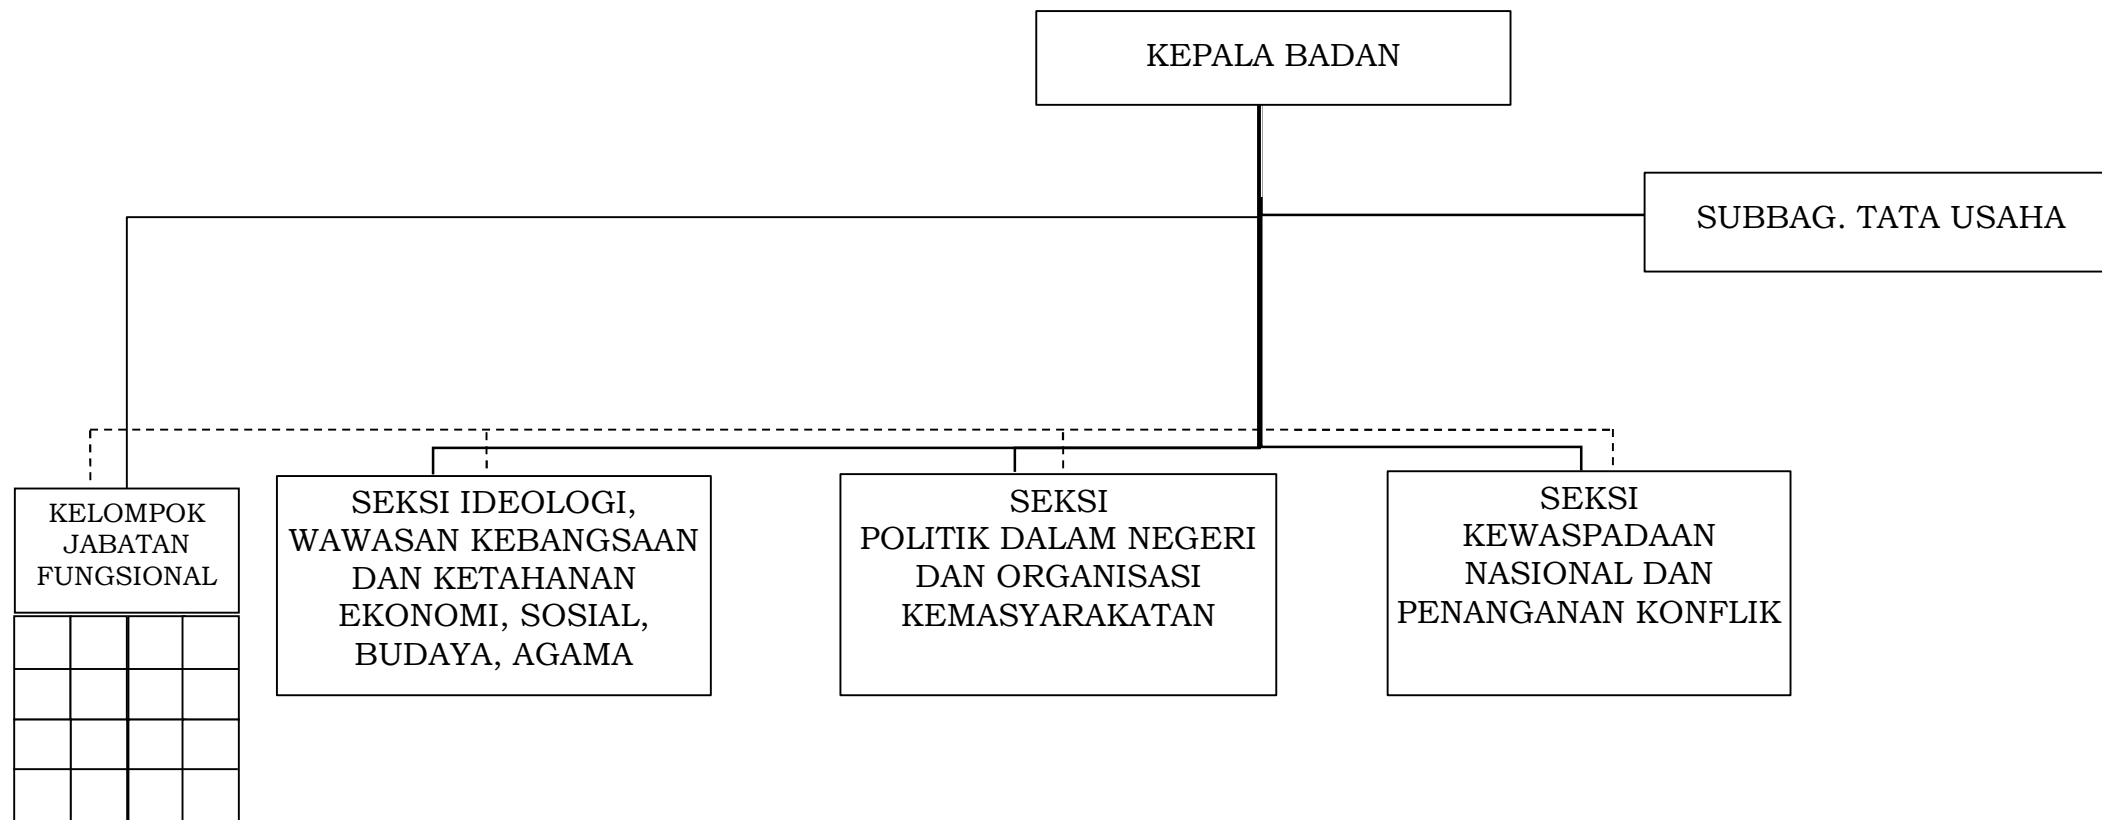 KEPALA BADAN
SUBBAG. TATA USAHA
KELOMPOK
JABATAN
FUNGSIONAL
SEKSI IDEOLOGI,
WAWASAN KEBANGSAAN
DAN KETAHANAN
EKONOMI, SOSIAL,
BUDAYA, AGAMA
SEKSI
POLITIK DALAM NEGERI
DAN ORGANISASI
KEMASYARAKATAN
SEKSI
KEWASPADAAN
NASIONAL DAN
PENANGANAN KONFLIK